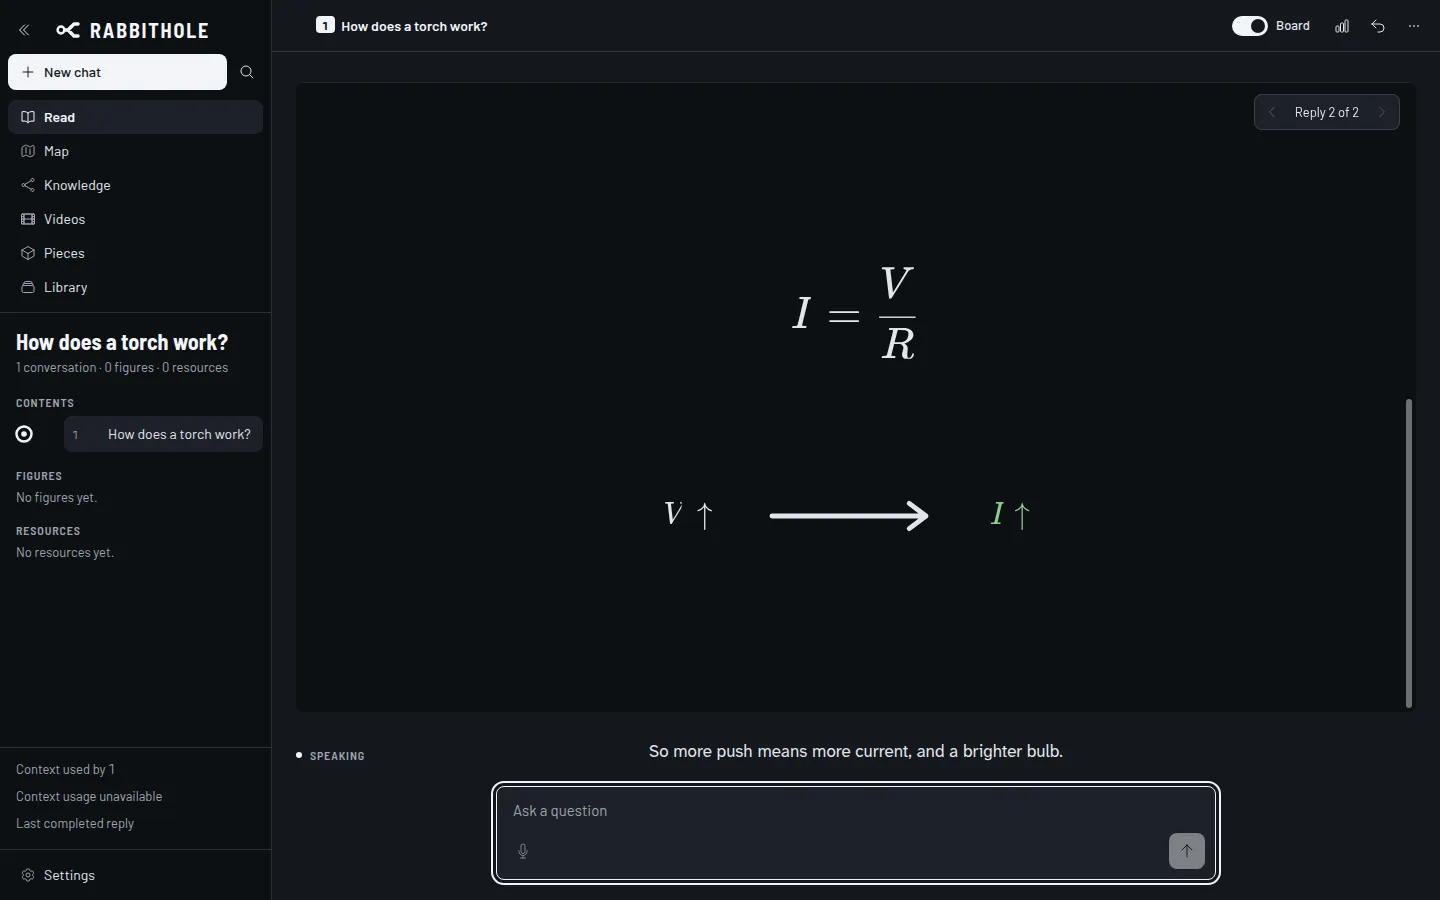 RABBITHOLE
New chat
Read
Map
Knowledge
Videos
Pieces
Library
How does a torch work?
1 conversation · 0 figures · 0 resources
CONTENTS
1 How does a torch work?
FIGURES
No figures yet.
RESOURCES
No resources yet.
Context used by 1
Context usage unavailable
Last completed reply
Settings
1 How does a torch work?
Board
Reply 2 of 2
I = V/R
V ↑ → I ↑
SPEAKING
So more push means more current, and a brighter bulb.
Ask a question